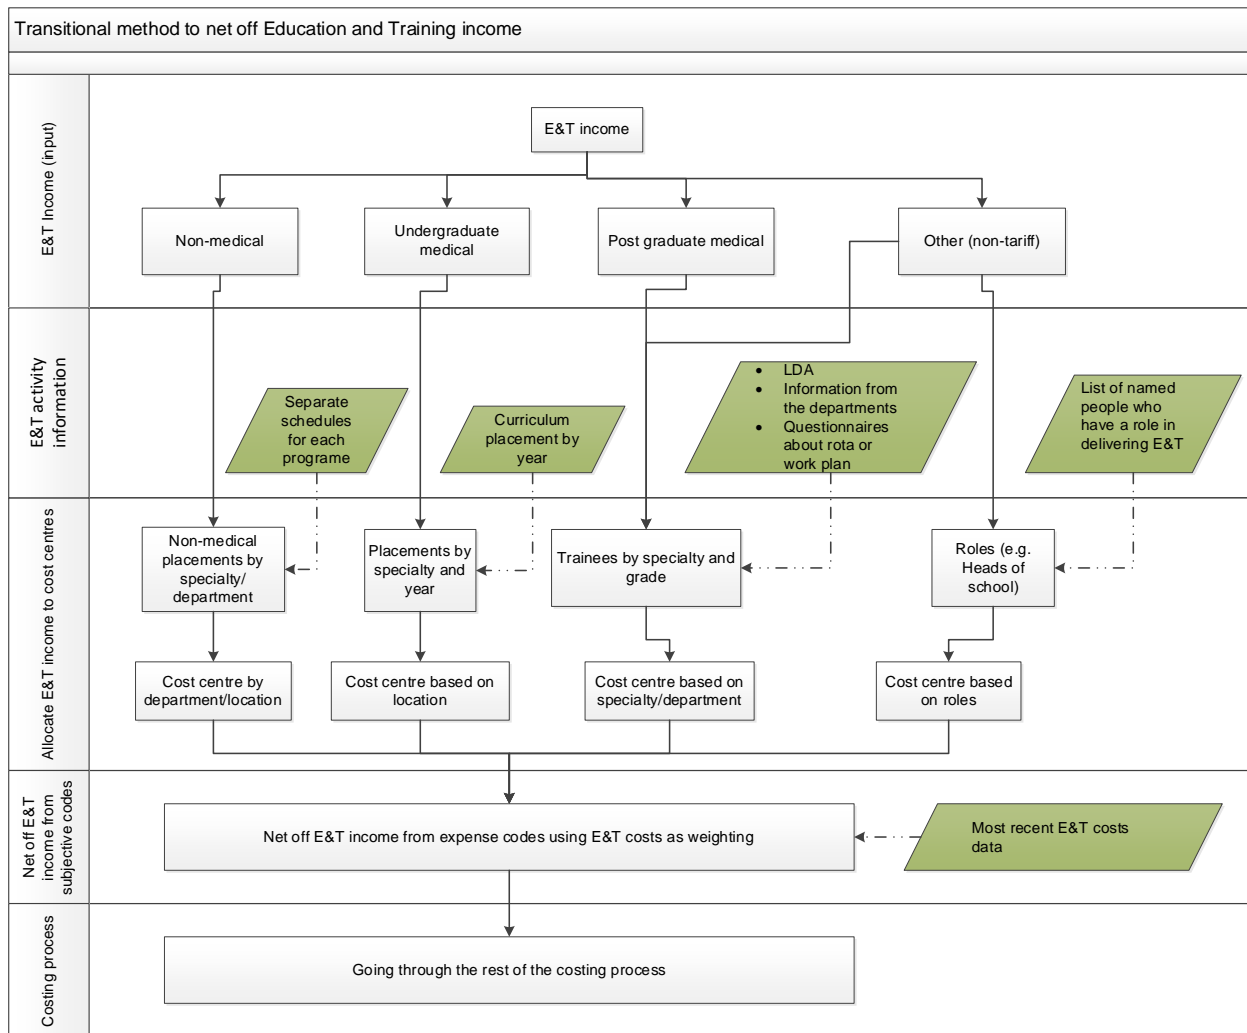 Transitional method to net off Education and Training income
E&T Income (input)
E&T income
Non-medical
Undergraduate
medical
Post graduate medical
Other (non-tariff)
E&T activity
information
Separate
schedules
for each
programe
Curriculum
placement by
year
• LDA
• Information from
the departments
• Questionnaires
about rota or
work plan
List of named
people who
have a role in
delivering E&T
Allocate E&T income to cost centres
Non-medical
placements by
specialty/
department
Placements by
specialty and
year
Trainees by specialty and
grade
Roles (e.g.
Heads of
school)
Cost centre by
department/location
Cost centre based on
location
Cost centre based on
specialty/department
Cost centre based
on roles
Net off E&T
income from
subjective codes
Net off E&T income from expense codes using E&T costs as weighting
Most recent E&T costs
data
Costing process
Going through the rest of the costing process